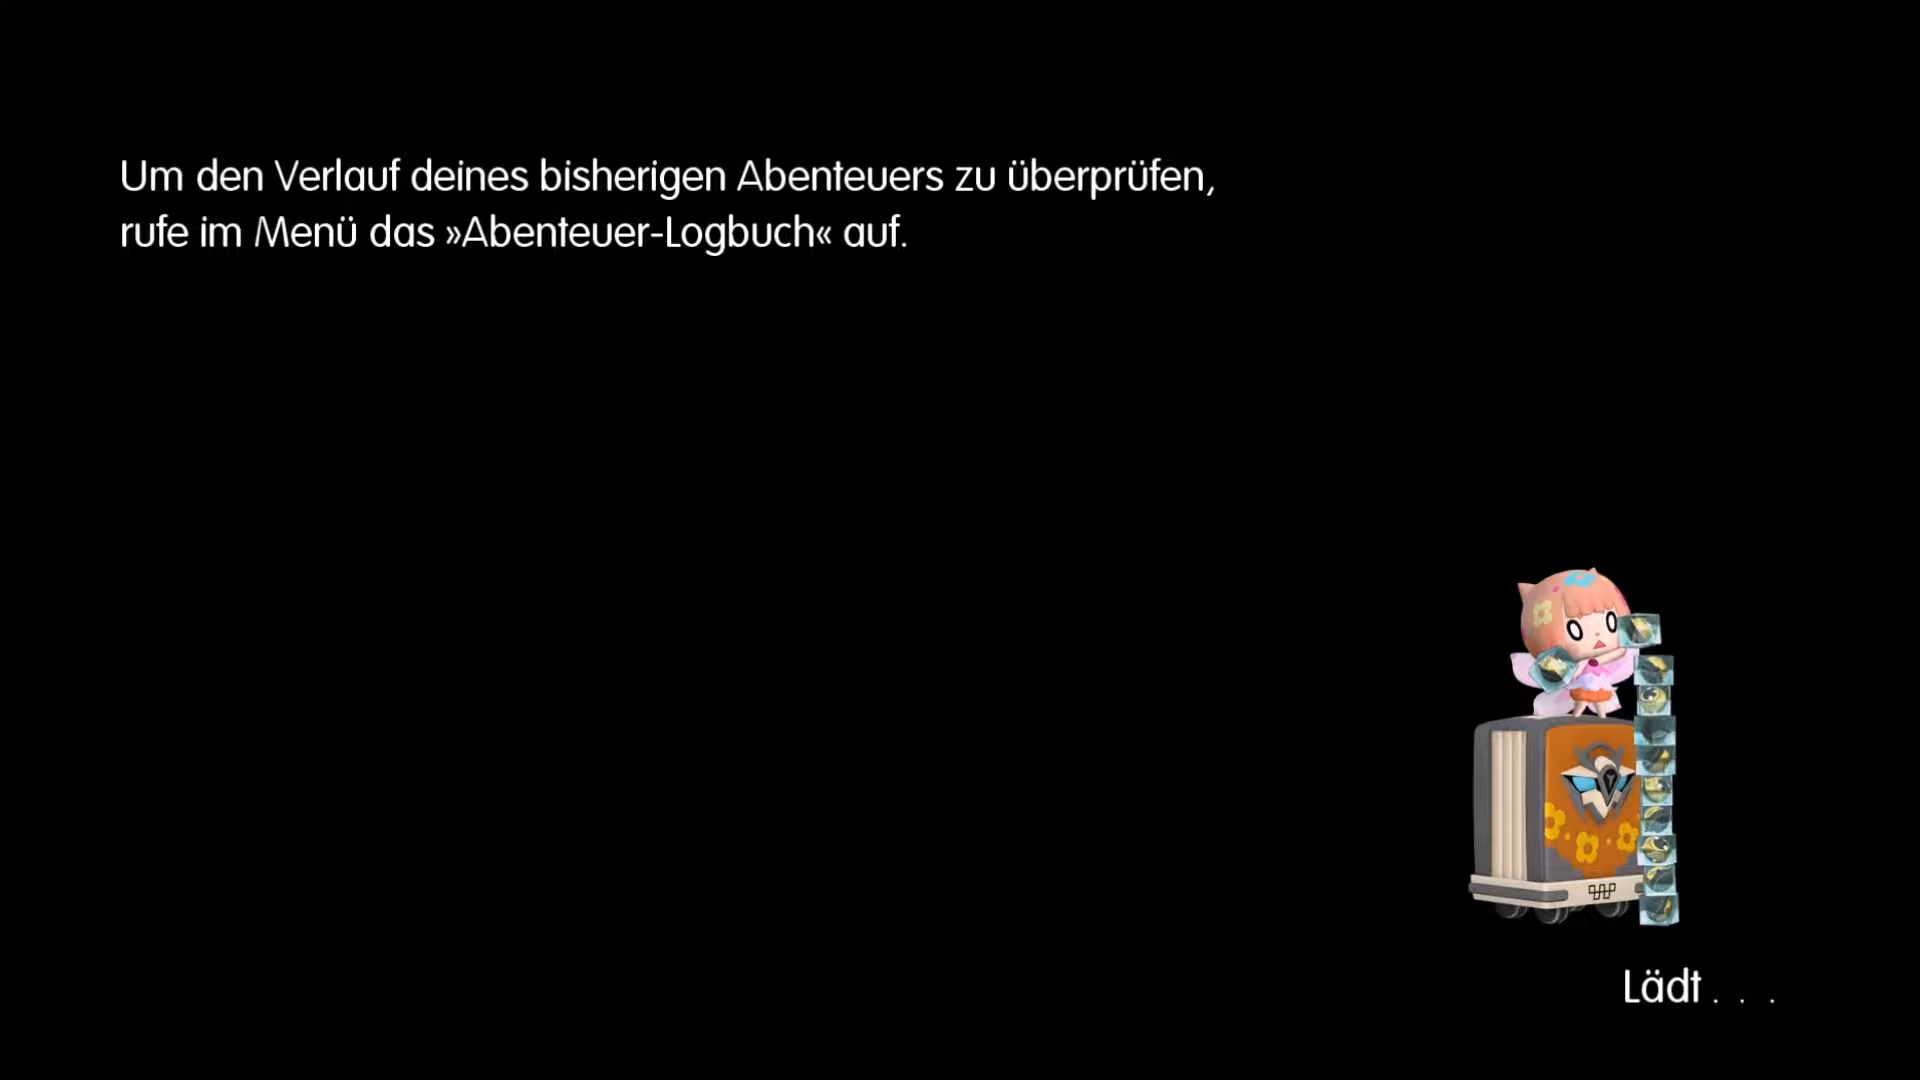 Um den Verlauf deines bisherigen Abenteuers zu überprüfen,
rufe im Menü das »Abenteuer-Logbuch« auf.
Lädt . . .